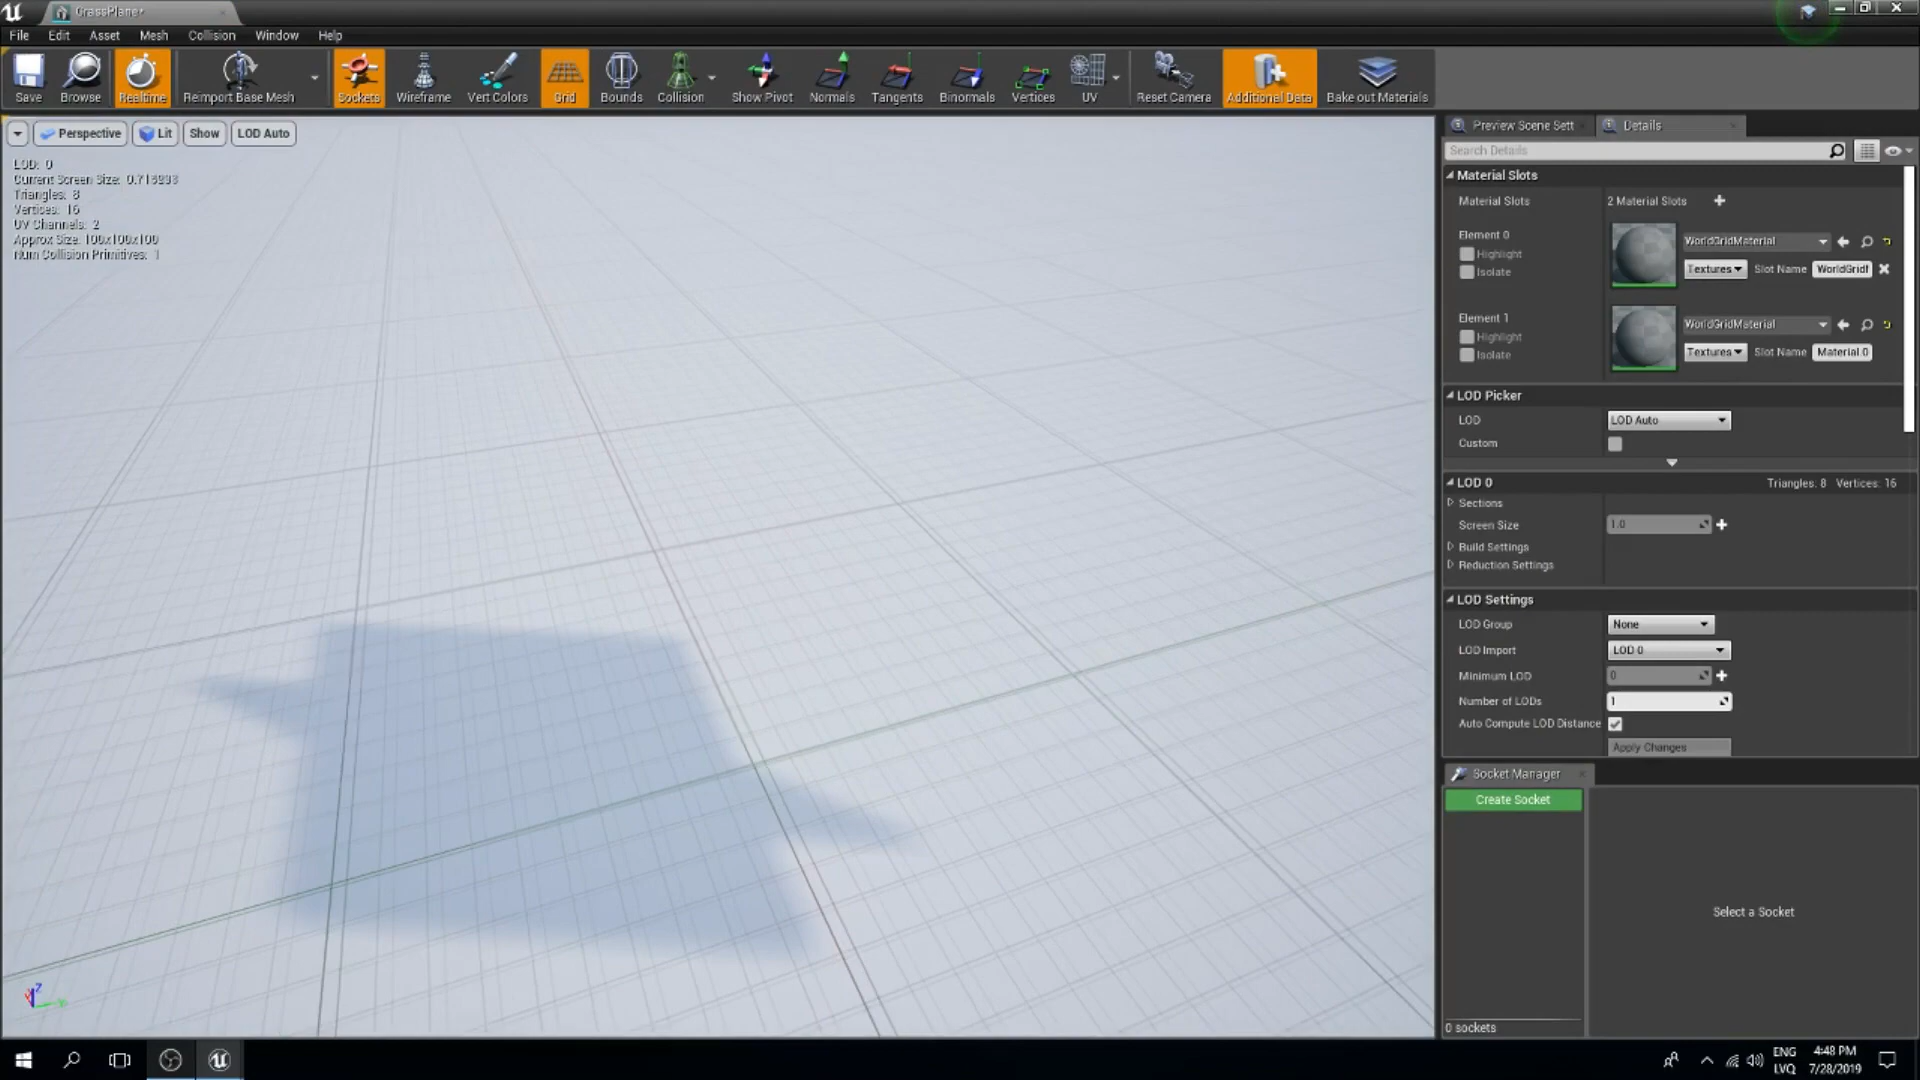 GrassPlane*
File Edit Asset Mesh Collision Window Help
Save Browse Realtime Reimport Base Mesh Sockets Wireframe Vert Colors Grid Bounds Collision Show Pivot Normals Tangents Binormals Vertices UV Reset Camera Additional Data Bake out Materials
Perspective Lit Show LOD Auto
LOD: 0
Current Screen Size:
Triangles: 8
Vertices: 16
UV Channels: 2
Approx Size: 100x100x100
Num Collision Primitives: 1
Preview Scene Sett Details
Search Details
Material Slots
Material Slots 2 Material Slots
Element 0
Highlight
Isolate
WorldGridMaterial
Textures Slot Name WorldGridM
Element 1
Highlight
Isolate
WorldGridMaterial
Textures Slot Name Material.0
LOD Picker
LOD LOD Auto
Custom
LOD 0 Triangles: 8 Vertices: 16
Sections
Screen Size 1.0
Build Settings
Reduction Settings
LOD Settings
LOD Group None
LOD Import LOD 0
Minimum LOD 0
Number of LODs 1
Auto Compute LOD Distance
Apply Changes
Socket Manager
Create Socket
Select a Socket
0 sockets
Z
Y
ENG
LVQ
4:48 PM
7/28/2019